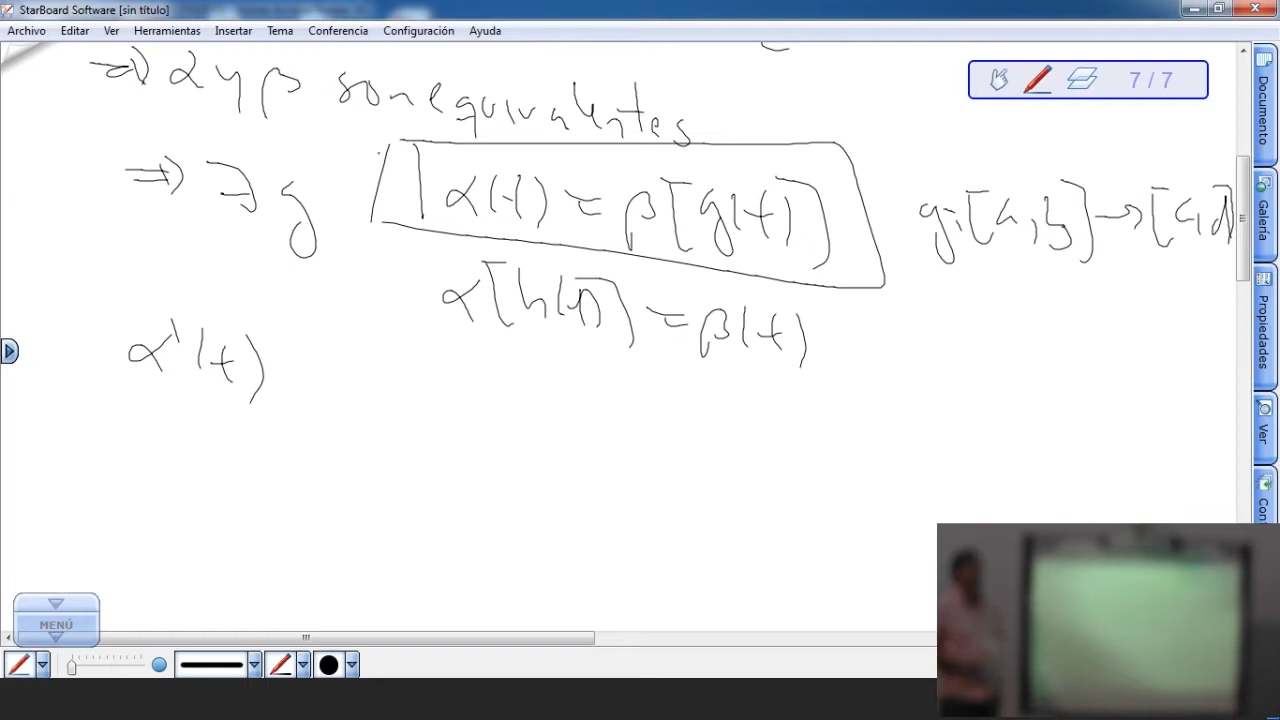 StarBoard Software [sin título]
Archivo Editar Ver Herramientas Insertar Tema Conferencia Configuración Ayuda
7 / 7
⇒ α y β son equivalentes
⇒ ∃ g α(t) = β[g(t)] g: [a, b] → [c, d]
α[h(t)] = β(t)
α'(t)
MENÚ
Documento
Galería
Propiedades
Ver
Con